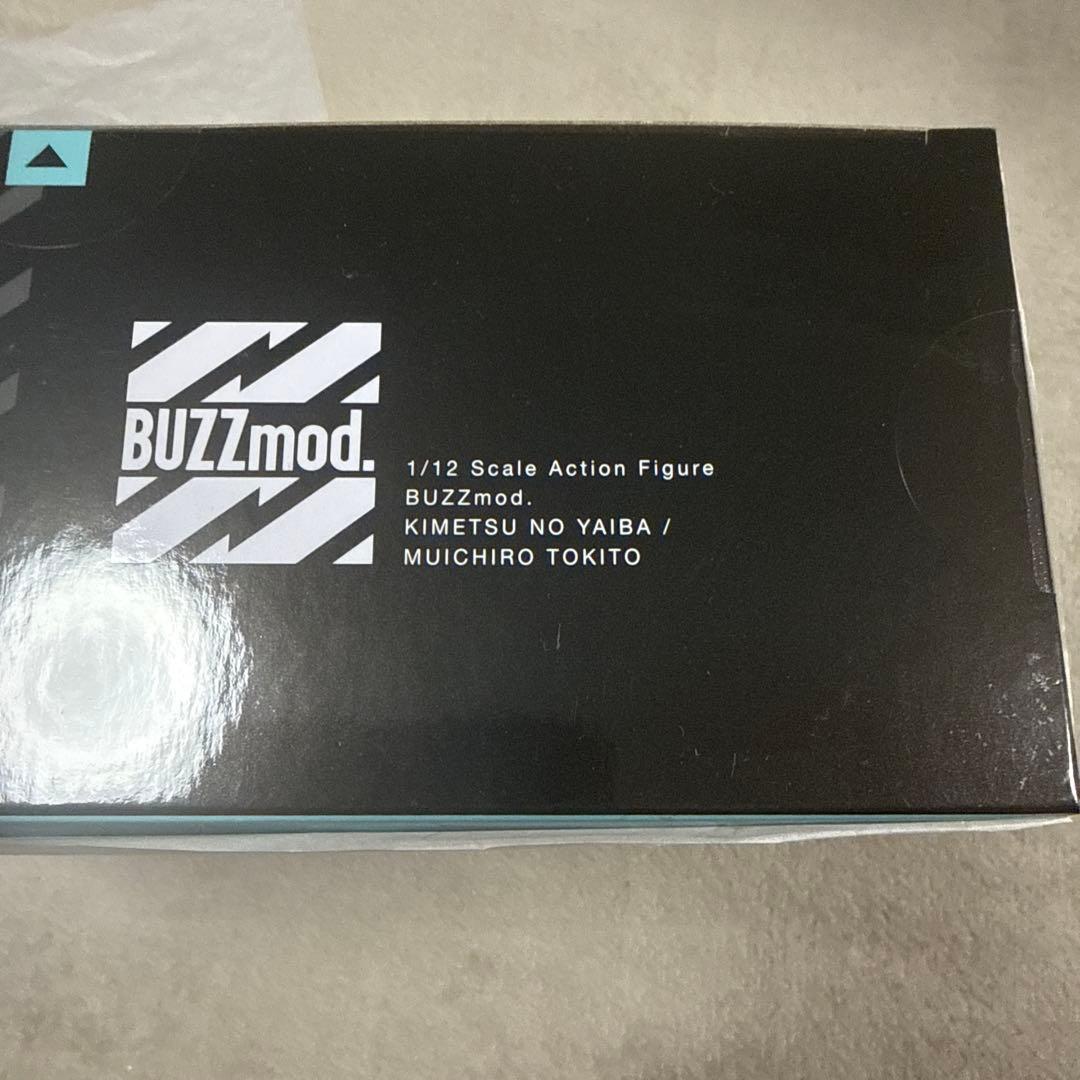 BUZZmod.
1/12 Scale Action Figure
BUZZmod.
KIMETSU NO YAIBA /
MUICHIRO TOKITO